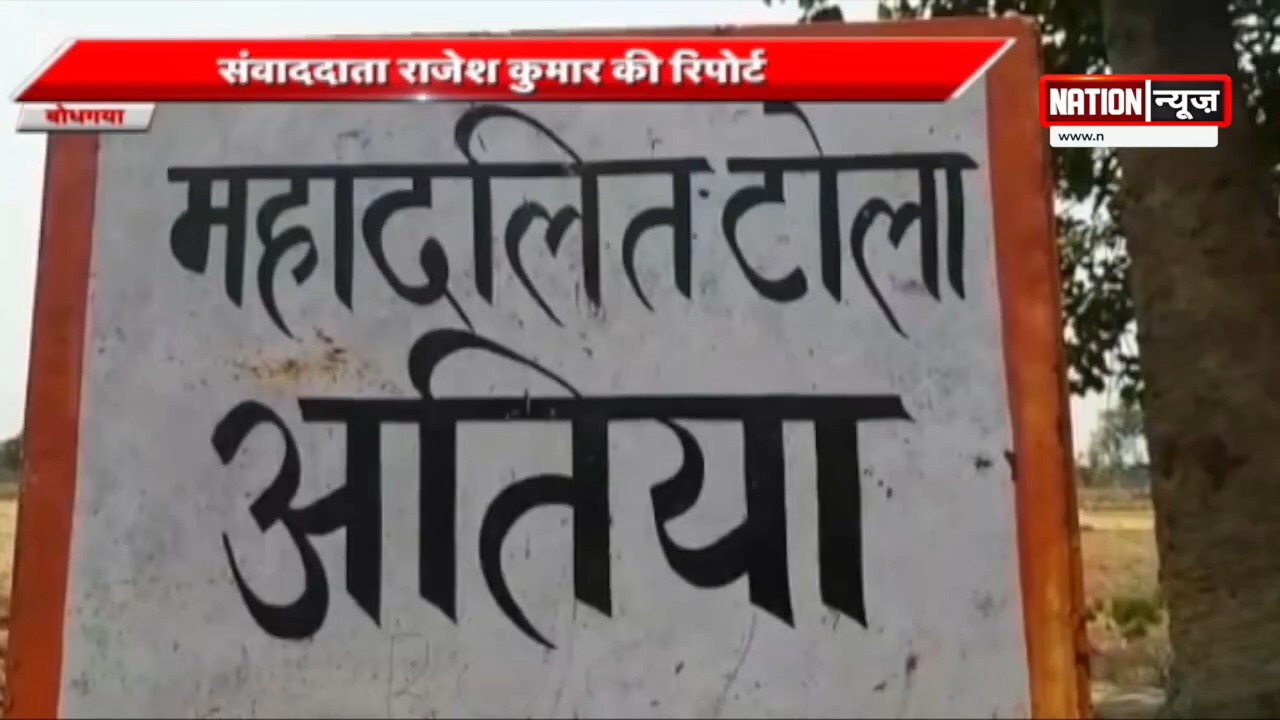 संवाददाता राजेश कुमार की रिपोर्ट
बोधगया
NATION न्यूज़
www.n
महादलित टोला
अतिया